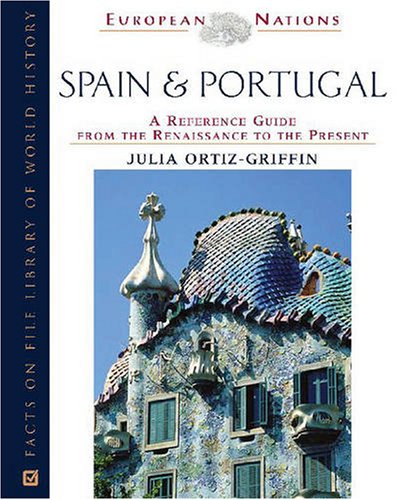 EUROPEAN NATIONS
SPAIN & PORTUGAL
A REFERENCE GUIDE
FROM THE RENAISSANCE TO THE PRESENT
JULIA ORTIZ-GRIFFIN
FACTS ON FILE LIBRARY OF WORLD HISTORY